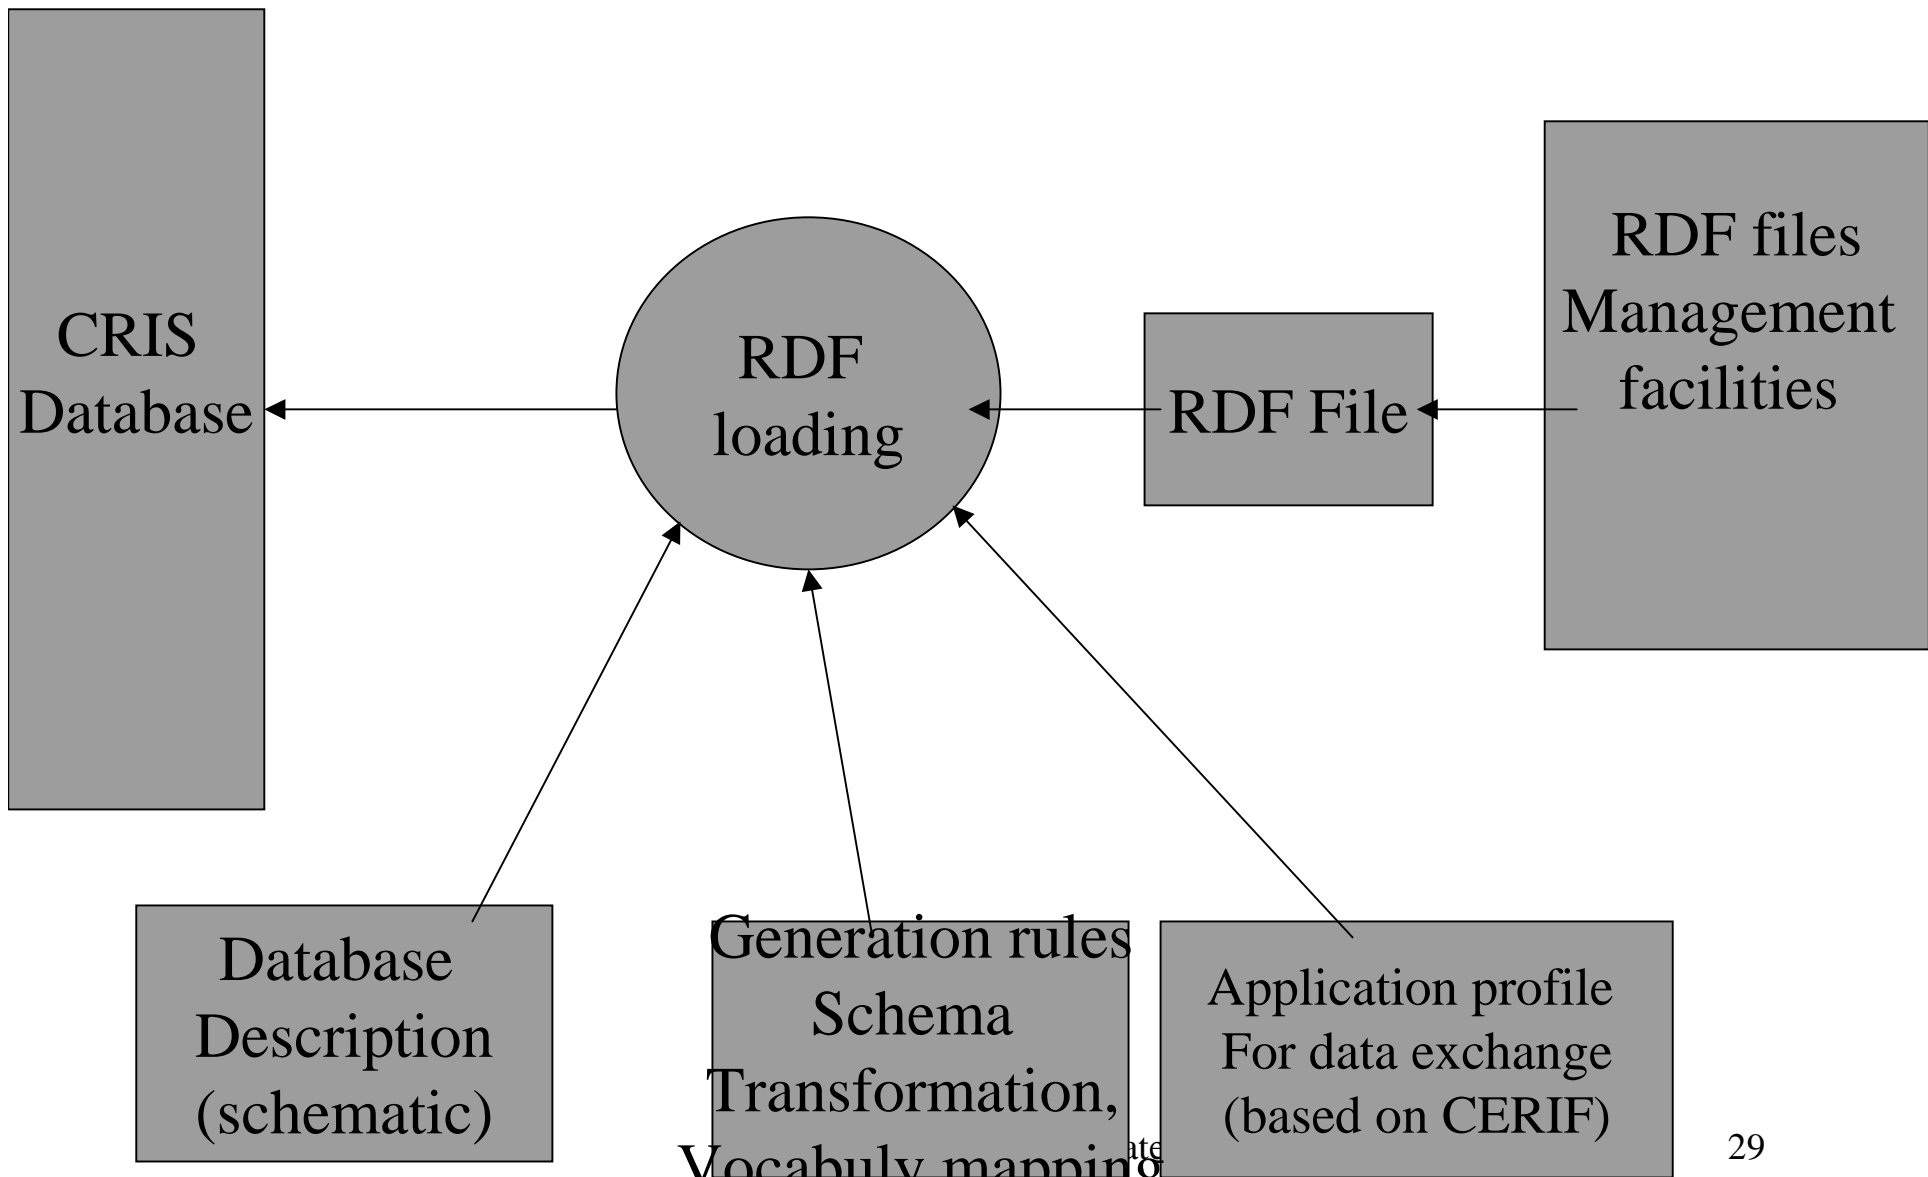 CRIS
Database
RDF
loading
RDF File
RDF files
Management
facilities
Database
Description
(schematic)
Generation rules
Schema
Transformation,
Vocabuly mapping
Application profile
For data exchange
(based on CERIF)
29